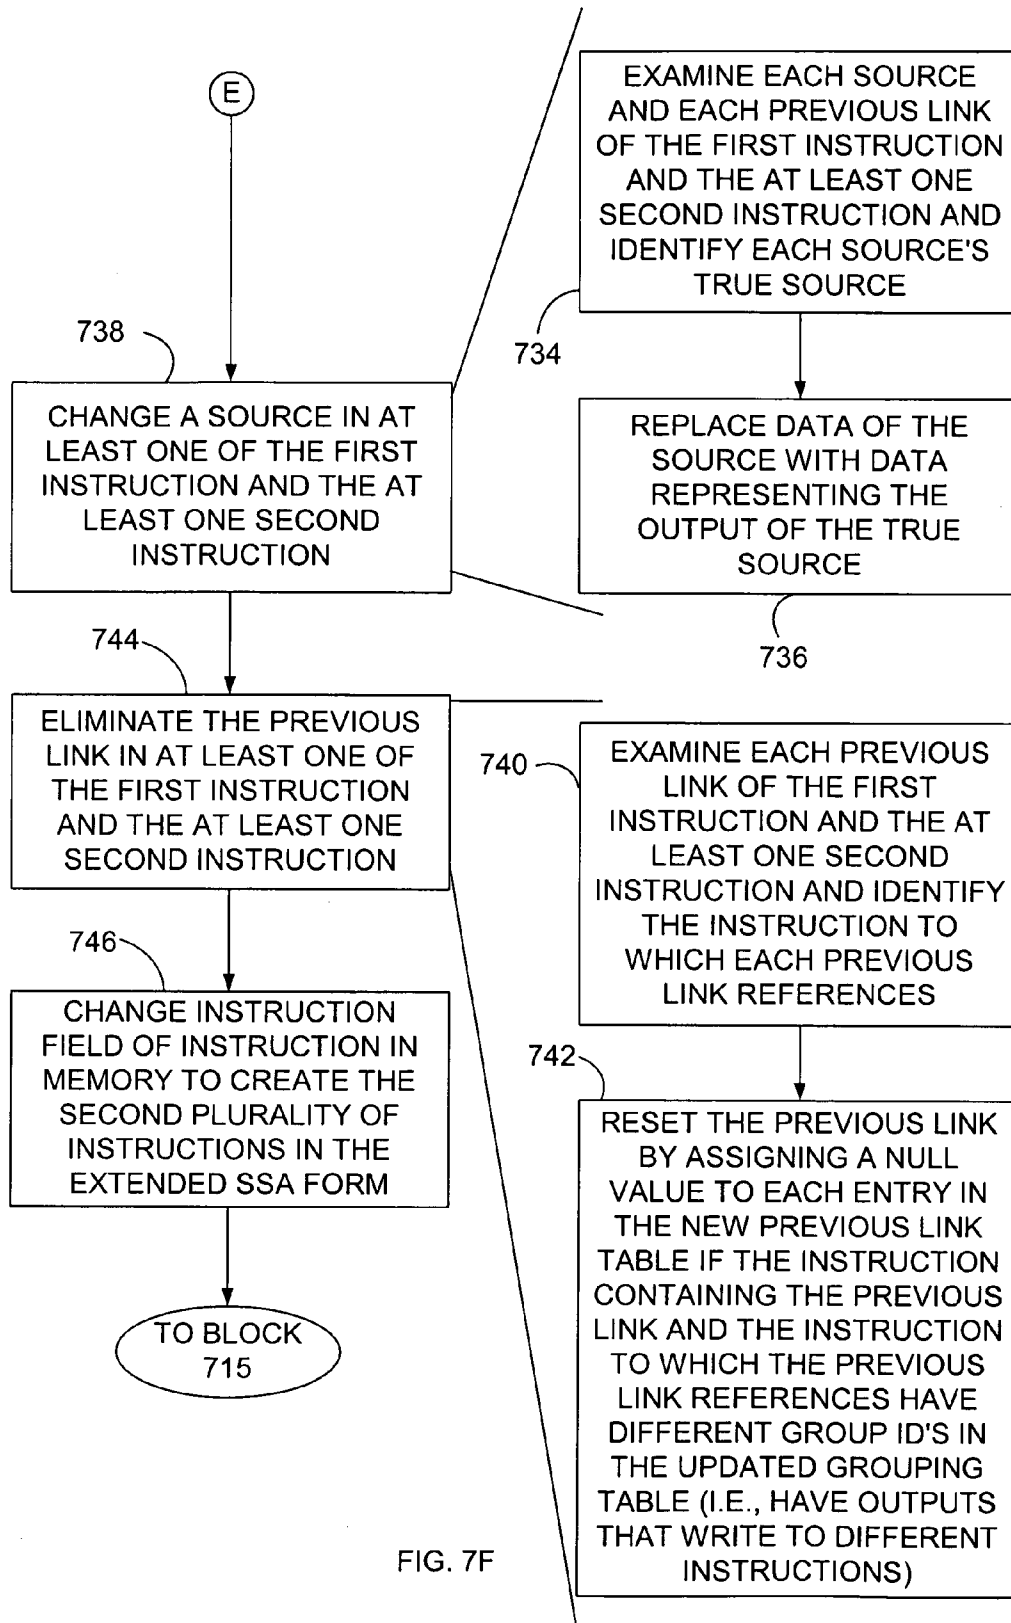 E
738
CHANGE A SOURCE IN AT
LEAST ONE OF THE FIRST
INSTRUCTION AND THE AT
LEAST ONE SECOND
INSTRUCTION
EXAMINE EACH SOURCE
AND EACH PREVIOUS LINK
OF THE FIRST INSTRUCTION
AND THE AT LEAST ONE
SECOND INSTRUCTION AND
IDENTIFY EACH SOURCE'S
TRUE SOURCE
734
REPLACE DATA OF THE
SOURCE WITH DATA
REPRESENTING THE
OUTPUT OF THE TRUE
SOURCE
736
744
ELIMINATE THE PREVIOUS
LINK IN AT LEAST ONE OF
THE FIRST INSTRUCTION
AND THE AT LEAST ONE
SECOND INSTRUCTION
740
EXAMINE EACH PREVIOUS
LINK OF THE FIRST
INSTRUCTION AND THE AT
LEAST ONE SECOND
INSTRUCTION AND IDENTIFY
THE INSTRUCTION TO
WHICH EACH PREVIOUS
LINK REFERENCES
742
RESET THE PREVIOUS LINK
BY ASSIGNING A NULL
VALUE TO EACH ENTRY IN
THE NEW PREVIOUS LINK
TABLE IF THE INSTRUCTION
CONTAINING THE PREVIOUS
LINK AND THE INSTRUCTION
TO WHICH THE PREVIOUS
LINK REFERENCES HAVE
DIFFERENT GROUP ID'S IN
THE UPDATED GROUPING
TABLE (I.E., HAVE OUTPUTS
THAT WRITE TO DIFFERENT
INSTRUCTIONS)
746
CHANGE INSTRUCTION
FIELD OF INSTRUCTION IN
MEMORY TO CREATE THE
SECOND PLURALITY OF
INSTRUCTIONS IN THE
EXTENDED SSA FORM
TO BLOCK
715
FIG. 7F